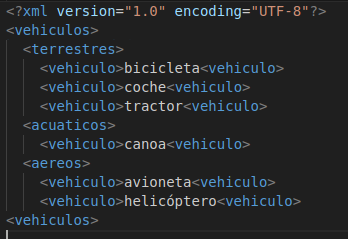 <?xml version="1.0" encoding="UTF-8"?>
<vehiculos>
<terrestres>
<vehiculo>bicicleta<vehiculo>
<vehiculo>coche<vehiculo>
<vehiculo>tractor<vehiculo>
<acuaticos>
<vehiculo>canoa<vehiculo>
<aereos>
<vehiculo>avioneta<vehiculo>
<vehiculo>helicóptero<vehiculo>
<vehiculos>